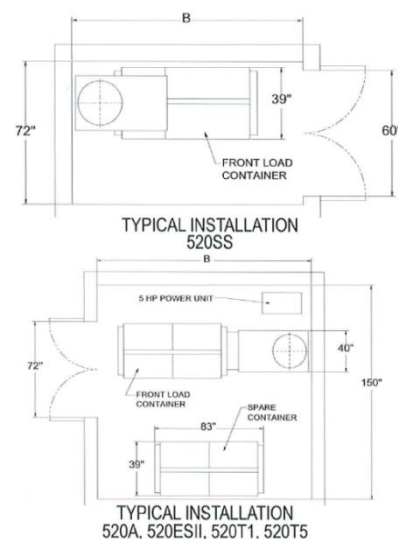 B
72"
39"
60'
FRONT LOAD
CONTAINER
TYPICAL INSTALLATION
520SS
B
5 HP POWER UNIT
72"
40"
150"
FRONT LOAD
CONTAINER
SPARE
CONTAINER
83"
39"
TYPICAL INSTALLATION
520A, 520ESII, 520T1, 520T5